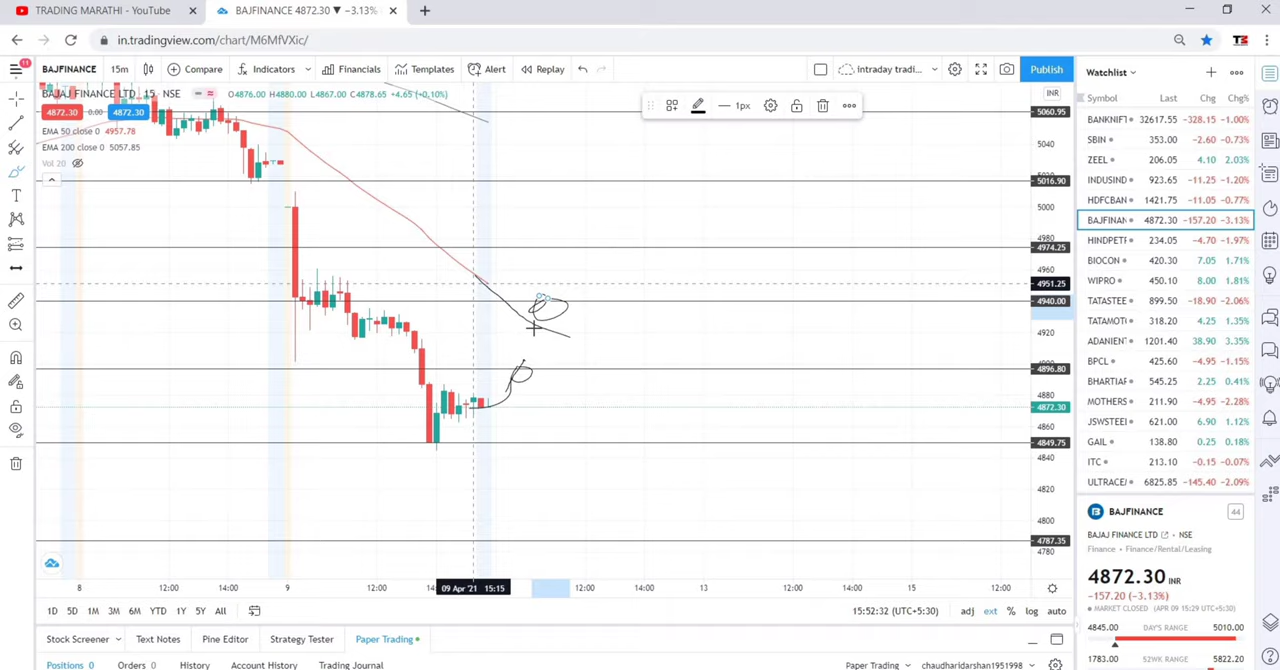 TRADING MARATHI - YouTube
BAJFINANCE 4872.30 ▼ −3.13%
in.tradingview.com/chart/M6MfVXic/
11
BAJFINANCE 15m Compare Indicators Financials Templates Alert Replay Intraday tradi... Publish
BAJAJ FINANCE LTD, 15, NSE O4876.00 H4880.00 L4867.00 C4878.65 +4.65 (+0.10%)
4872.30 0.00 4872.30
EMA 50 close 0 4957.78
EMA 200 close 0 5057.85
Vol 20
1px
INR
5060.95
5040
5016.90
5000
4980
4974.25
4960
4951.25
4940.00
4920
4896.80
4880
4872.30
4860
4849.75
4840
4820
4800
4787.35
4780
8 12:00 14:00 9 12:00 09 Apr '21 15:15 12:00 14:00 13 12:00 14:00 15 12:00
1D 5D 1M 3M 6M YTD 1Y 5Y All 15:52:32 (UTC+5:30) adj ext % log auto
Stock Screener Text Notes Pine Editor Strategy Tester Paper Trading
Positions 0 Orders 0 History Account History Trading Journal Paper Trading chaudharidarshan1951998
Watchlist
Symbol Last Chg Chg%
BANKNIFT 32617.55 −328.15 −1.00%
SBIN 353.00 −2.60 −0.73%
ZEEL 206.05 4.10 2.03%
INDUSIND 923.65 −11.25 −1.20%
HDFCBAN 1421.75 −11.05 −0.77%
BAJFINAN 4872.30 −157.20 −3.13%
HINDPETF 234.05 −4.70 −1.97%
BIOCON 420.30 7.05 1.71%
WIPRO 450.10 8.00 1.81%
TATASTEE 899.50 −18.90 −2.06%
TATAMOT 318.20 4.25 1.35%
ADANIENT 1201.40 38.90 3.35%
BPCL 425.60 −4.95 −1.15%
BHARTIAF 545.25 2.25 0.41%
MOTHERS 211.90 −4.95 −2.28%
JSWSTEEI 621.00 6.90 1.12%
GAIL 138.80 0.25 0.18%
ITC 213.10 −0.15 −0.07%
ULTRACEI 6825.85 −145.40 −2.09%
BAJFINANCE 44
BAJAJ FINANCE LTD • NSE
Finance • Finance/Rental/Leasing
4872.30 INR
−157.20 (−3.13%)
MARKET CLOSED (APR 09 15:29 UTC+5:30)
4845.00 DAY'S RANGE 5010.00
1783.00 52WK RANGE 5822.20